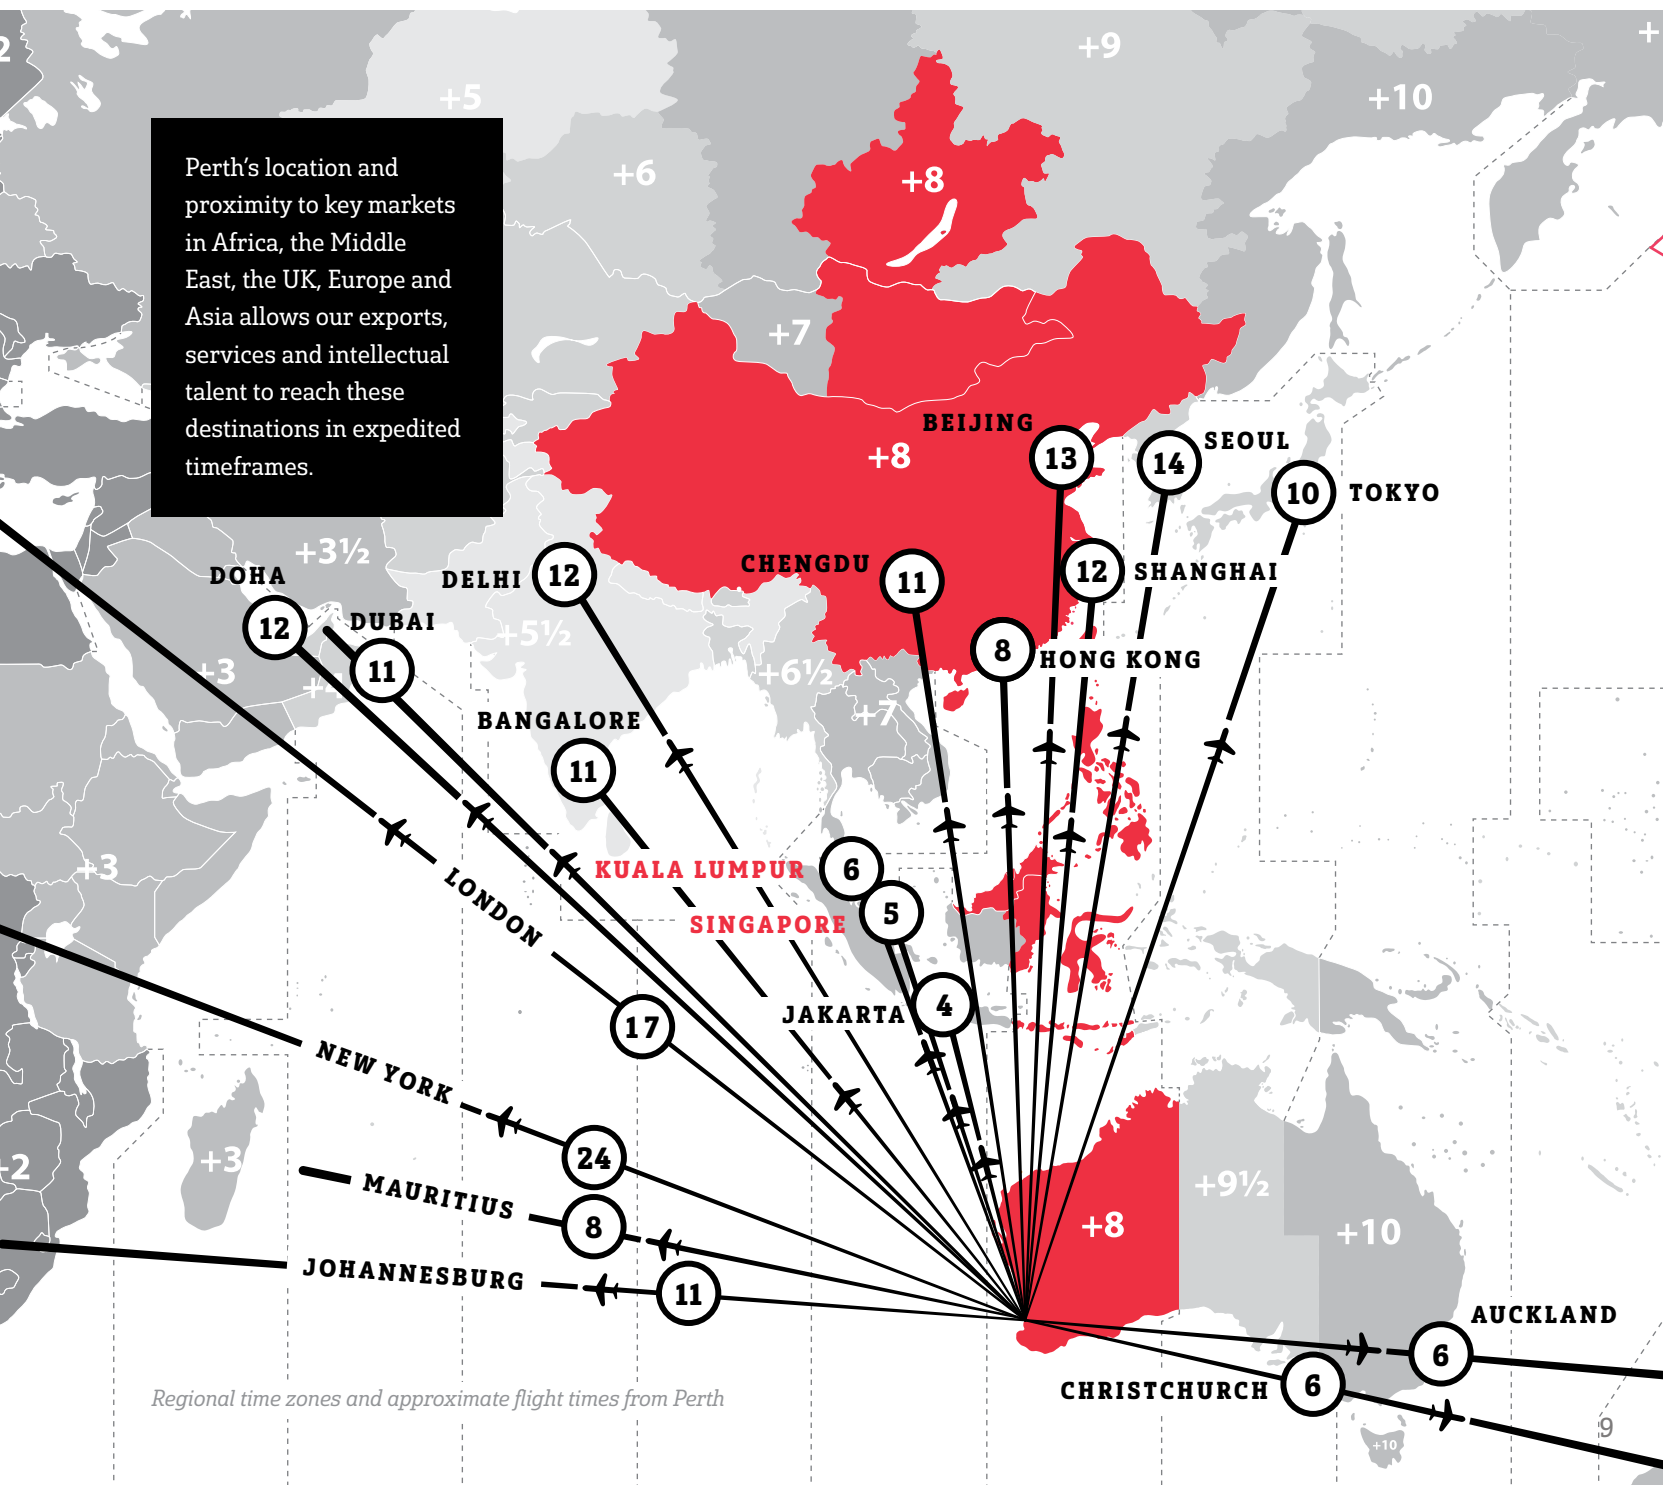 +9
+5
+10
Perth's location and
proximity to key markets
in Africa, the Middle
East, the UK, Europe and
Asia allows our exports,
services and intellectual
talent to reach these
destinations in expedited
timeframes.
+6
+8
+7
BEIJING
13
14
SEOUL
+8
10
TOKYO
+3½
DOHA
12
DUBAI
11
DELHI
12
+5½
CHENGDU
11
12
SHANGHAI
8
HONG KONG
+3
+4
+6½
+7
BANGALORE
11
+3
KUALA LUMPUR
6
SINGAPORE
5
LONDON
17
JAKARTA
4
NEW YORK
24
+2
+3
MAURITIUS
8
JOHANNESBURG
11
+8
+9½
+10
AUCKLAND
6
CHRISTCHURCH
6
+10
Regional time zones and approximate flight times from Perth
9